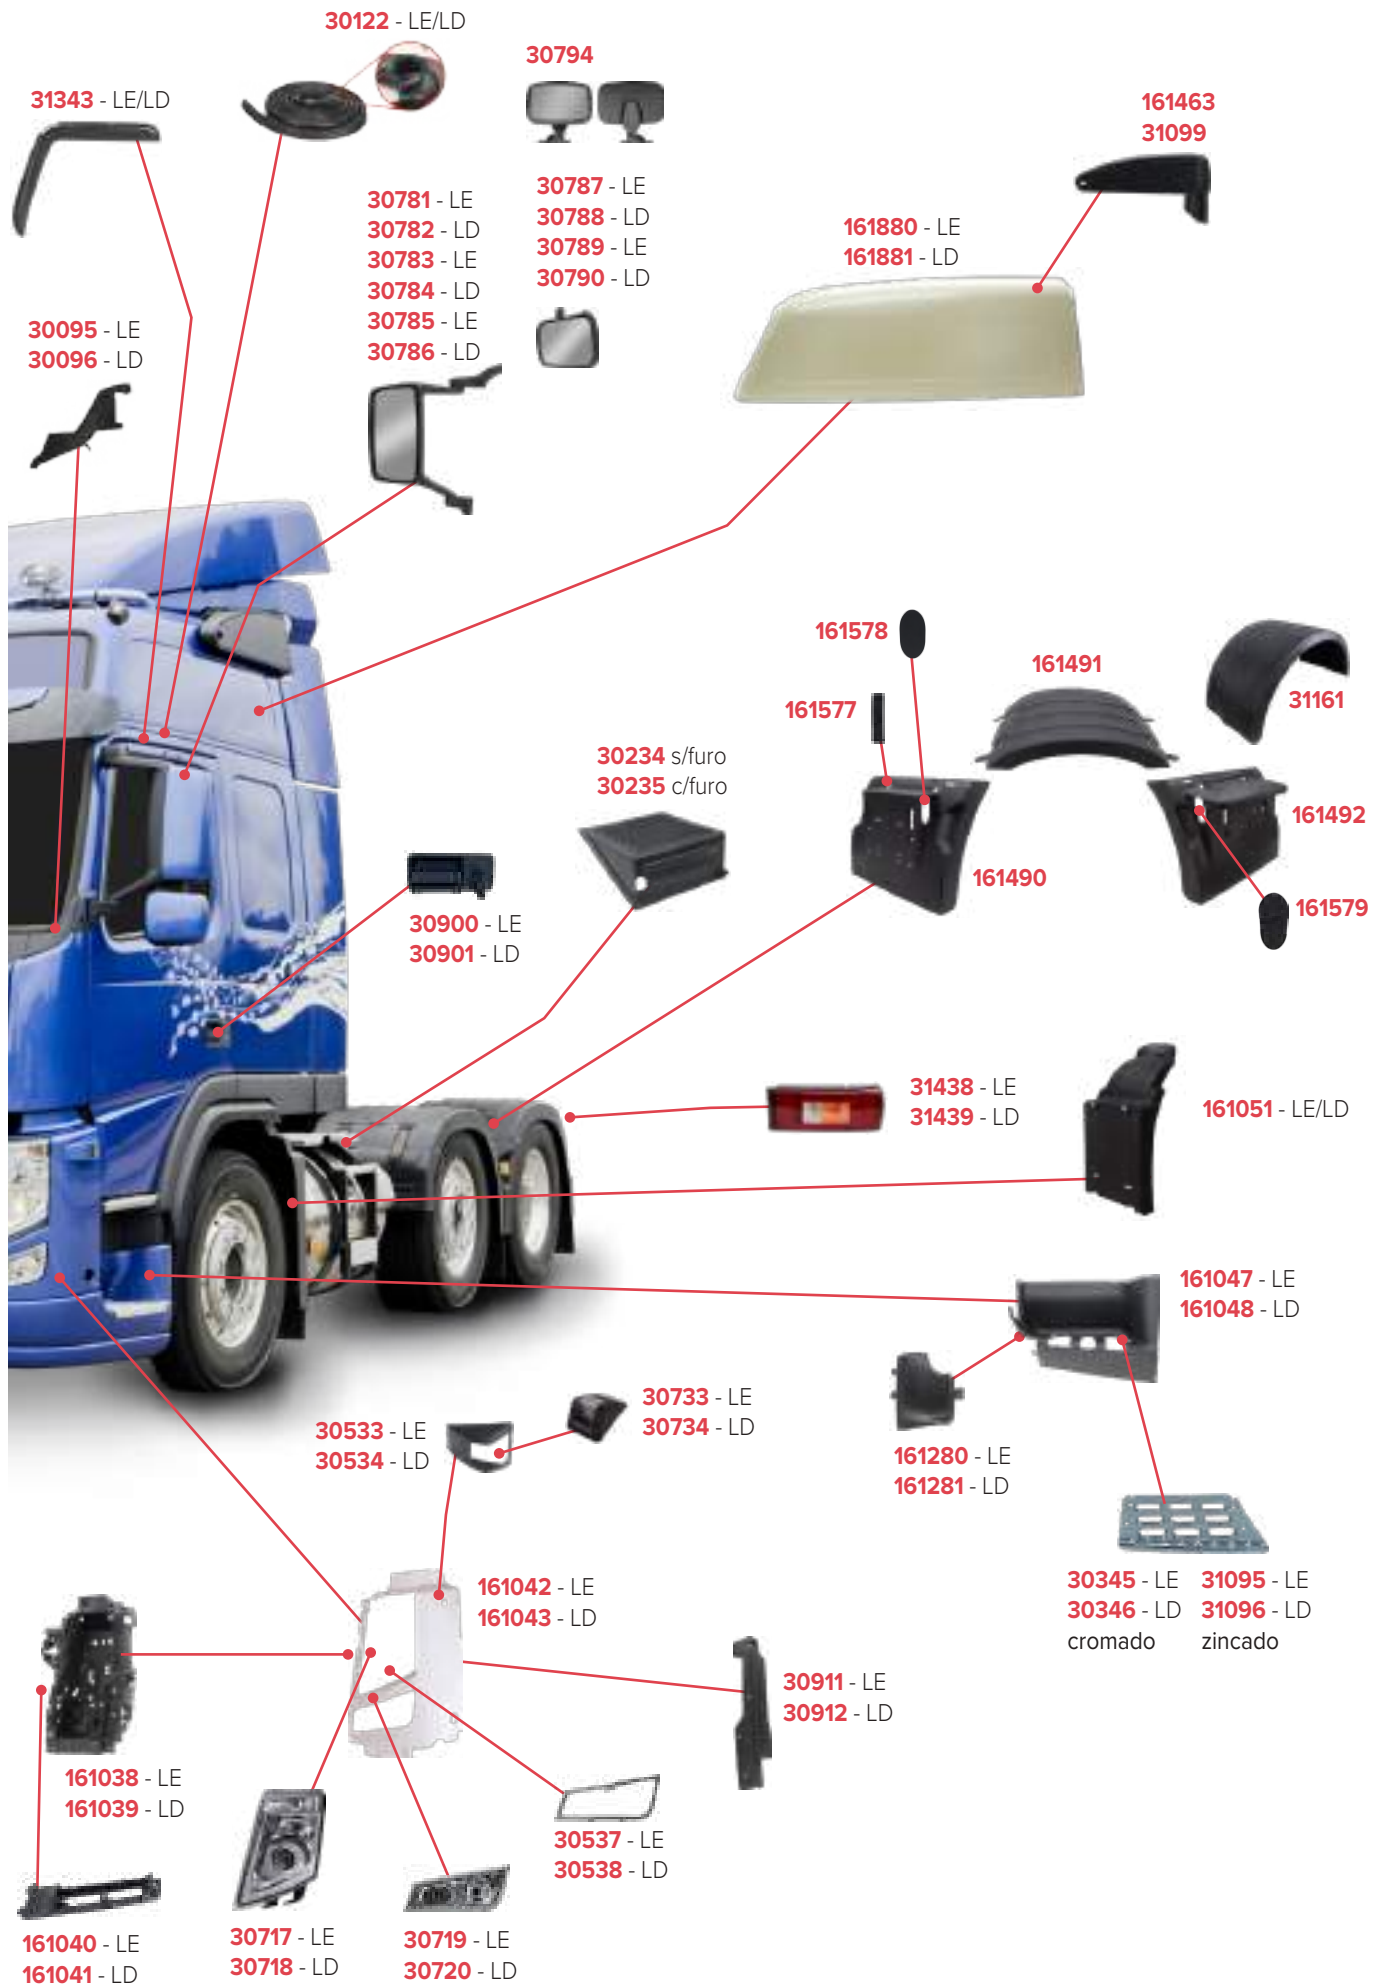 30122 - LE/LD
30794
31343 - LE/LD
161463
31099
30781 - LE
30782 - LD
30783 - LE
30784 - LD
30785 - LE
30786 - LD
30787 - LE
30788 - LD
30789 - LE
30790 - LD
161880 - LE
161881 - LD
30095 - LE
30096 - LD
161578
161491
31161
161577
30234 s/furo
30235 c/furo
161492
161490
161579
30900 - LE
30901 - LD
31438 - LE
31439 - LD
161051 - LE/LD
161047 - LE
161048 - LD
30733 - LE
30734 - LD
30533 - LE
30534 - LD
161280 - LE
161281 - LD
161042 - LE
161043 - LD
30345 - LE
30346 - LD
cromado
31095 - LE
31096 - LD
zincado
30911 - LE
30912 - LD
161038 - LE
161039 - LD
30537 - LE
30538 - LD
161040 - LE
161041 - LD
30717 - LE
30718 - LD
30719 - LE
30720 - LD